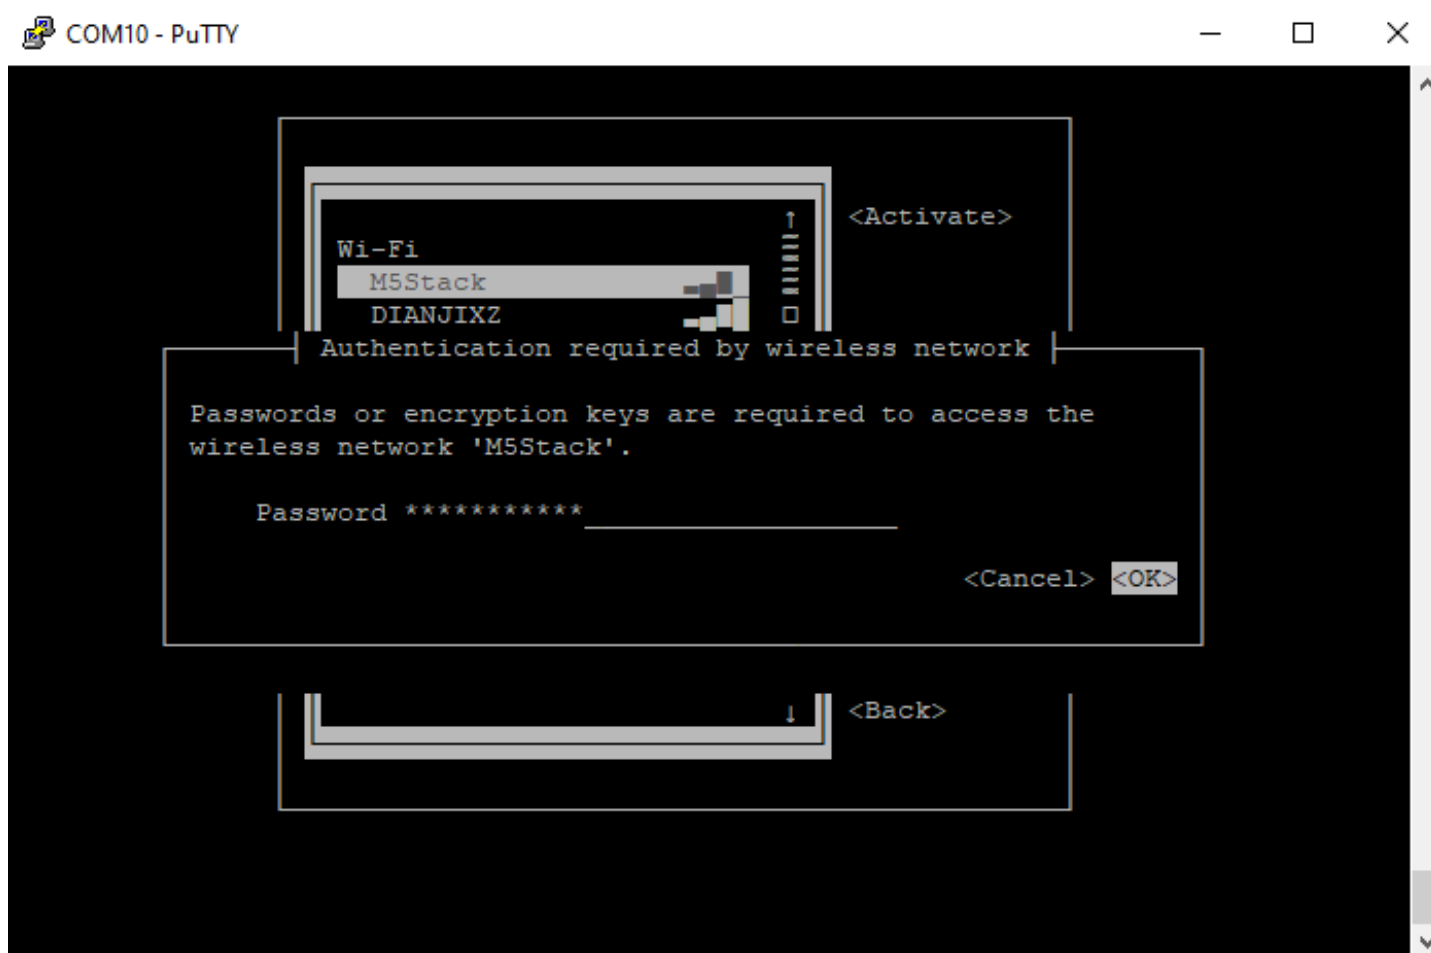 COM10 - PuTTY
<Activate>
Wi-Fi
M5Stack
DIANJIXZ
Authentication required by wireless network
Passwords or encryption keys are required to access the
wireless network 'M5Stack'.
Password ***********
<Cancel> <OK>
<Back>